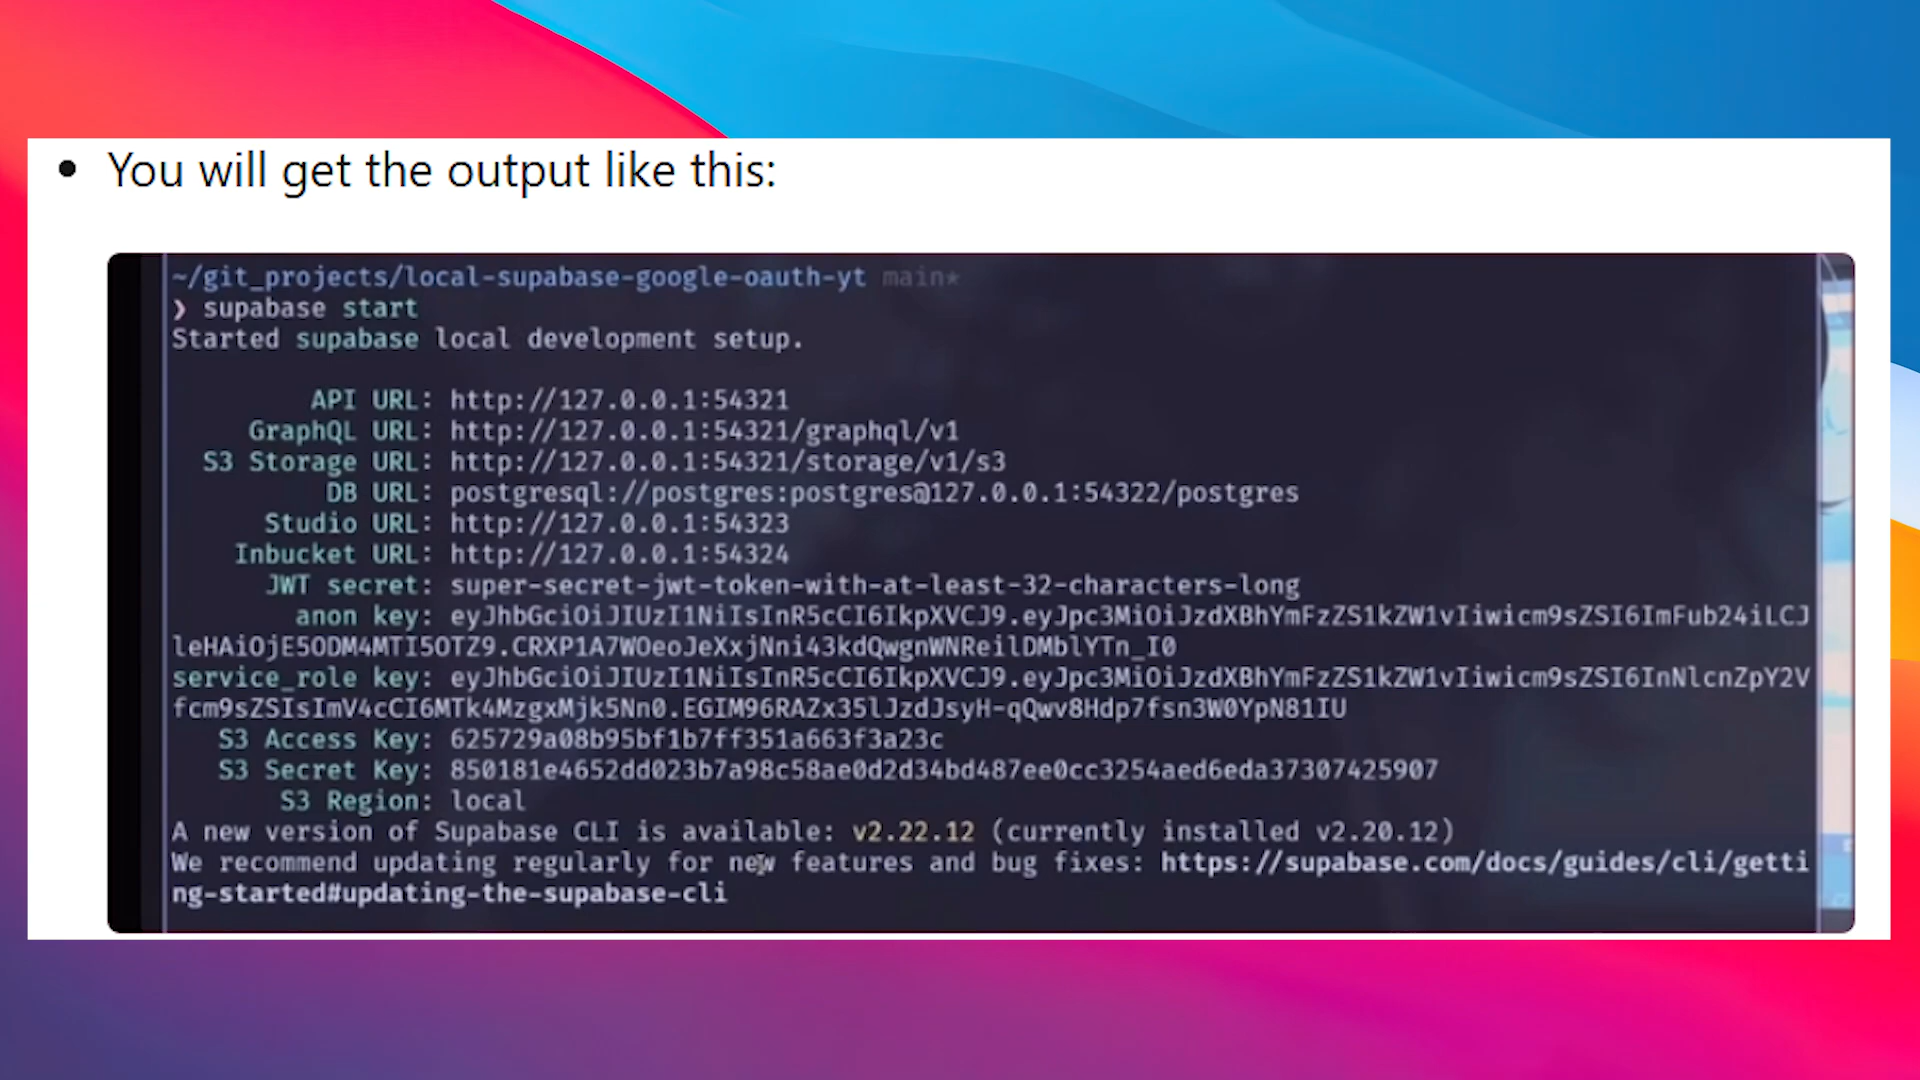 • You will get the output like this:
~/git_projects/local-supabase-google-oauth-yt main*
❯ supabase start
Started supabase local development setup.
API URL: http://127.0.0.1:54321
GraphQL URL: http://127.0.0.1:54321/graphql/v1
S3 Storage URL: http://127.0.0.1:54321/storage/v1/s3
DB URL: postgresql://postgres:postgres@127.0.0.1:54322/postgres
Studio URL: http://127.0.0.1:54323
Inbucket URL: http://127.0.0.1:54324
JWT secret: super-secret-jwt-token-with-at-least-32-characters-long
anon key: eyJhbGciOiJIUzI1NiIsInR5cCI6IkpXVCJ9.eyJpc3MiOiJzdXBhYmFzZS1kZW1vIiwicm9sZSI6ImFub24iLCJ
leHAiOjE5ODM4MTI5OTZ9.CRXP1A7WOeoJeXxjNni43kdQwgnWNReilDMblYTn_I0
service_role key: eyJhbGciOiJIUzI1NiIsInR5cCI6IkpXVCJ9.eyJpc3MiOiJzdXBhYmFzZS1kZW1vIiwicm9sZSI6InNlcnZpY2V
fcm9sZSIsImV4cCI6MTk4MzgxMjk5Nn0.EGIM96RAZx35lJzdJsyH-qQwv8Hdp7fsn3W0YpN81IU
S3 Access Key: 625729a08b95bf1b7ff351a663f3a23c
S3 Secret Key: 850181e4652dd023b7a98c58ae0d2d34bd487ee0cc3254aed6eda37307425907
S3 Region: local
A new version of Supabase CLI is available: v2.22.12 (currently installed v2.20.12)
We recommend updating regularly for new features and bug fixes: https://supabase.com/docs/guides/cli/getti
ng-started#updating-the-supabase-cli